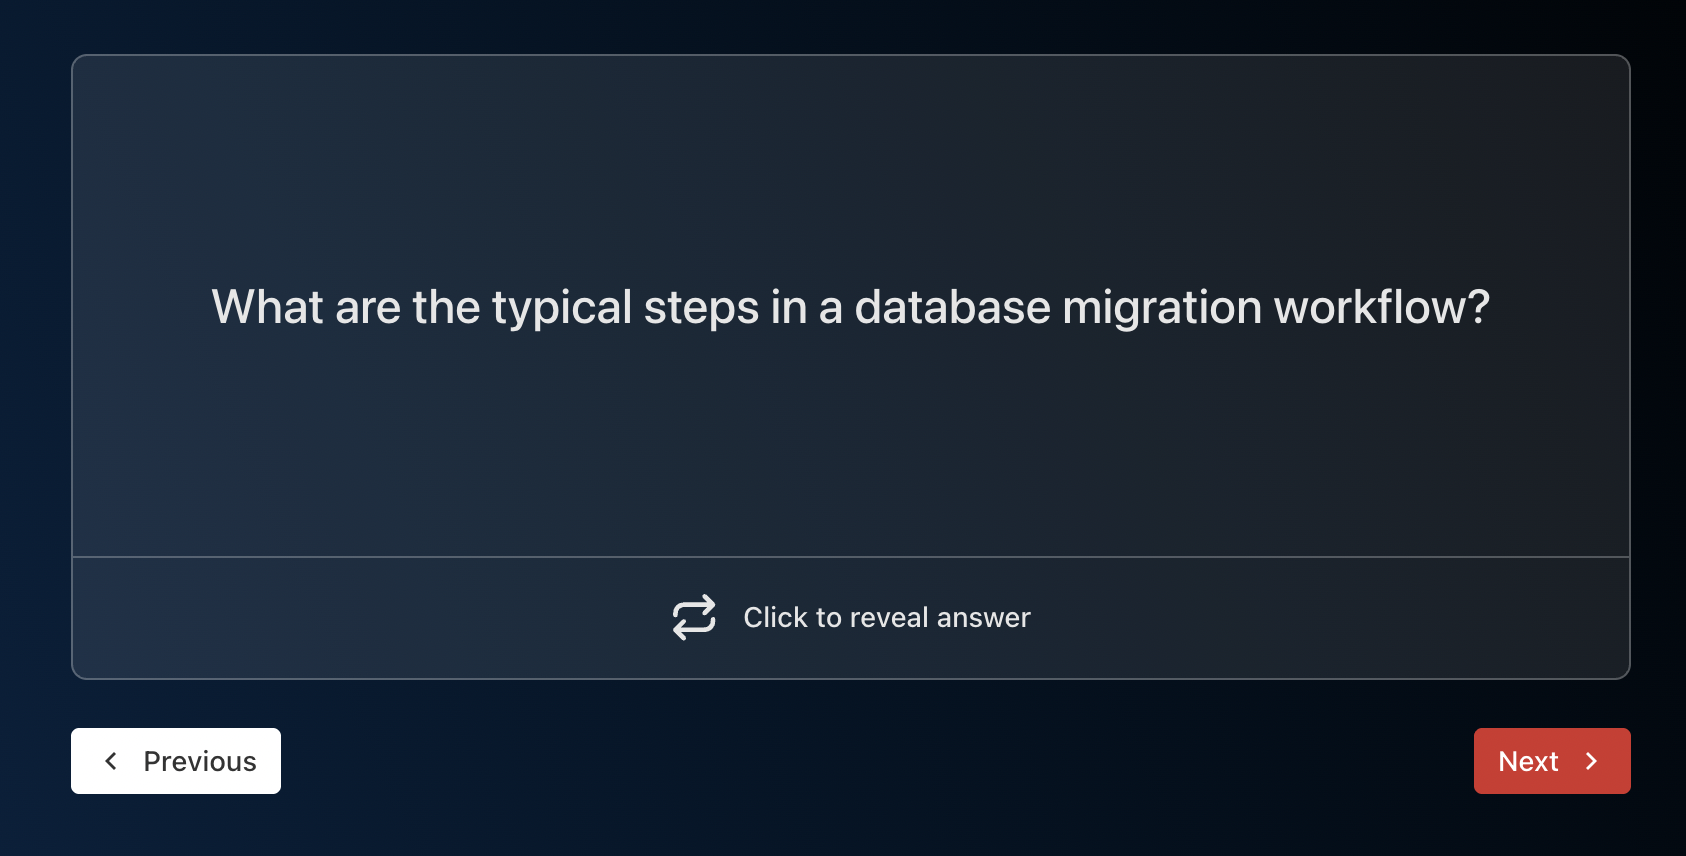 What are the typical steps in a database migration workflow?
Click to reveal answer
Previous
Next